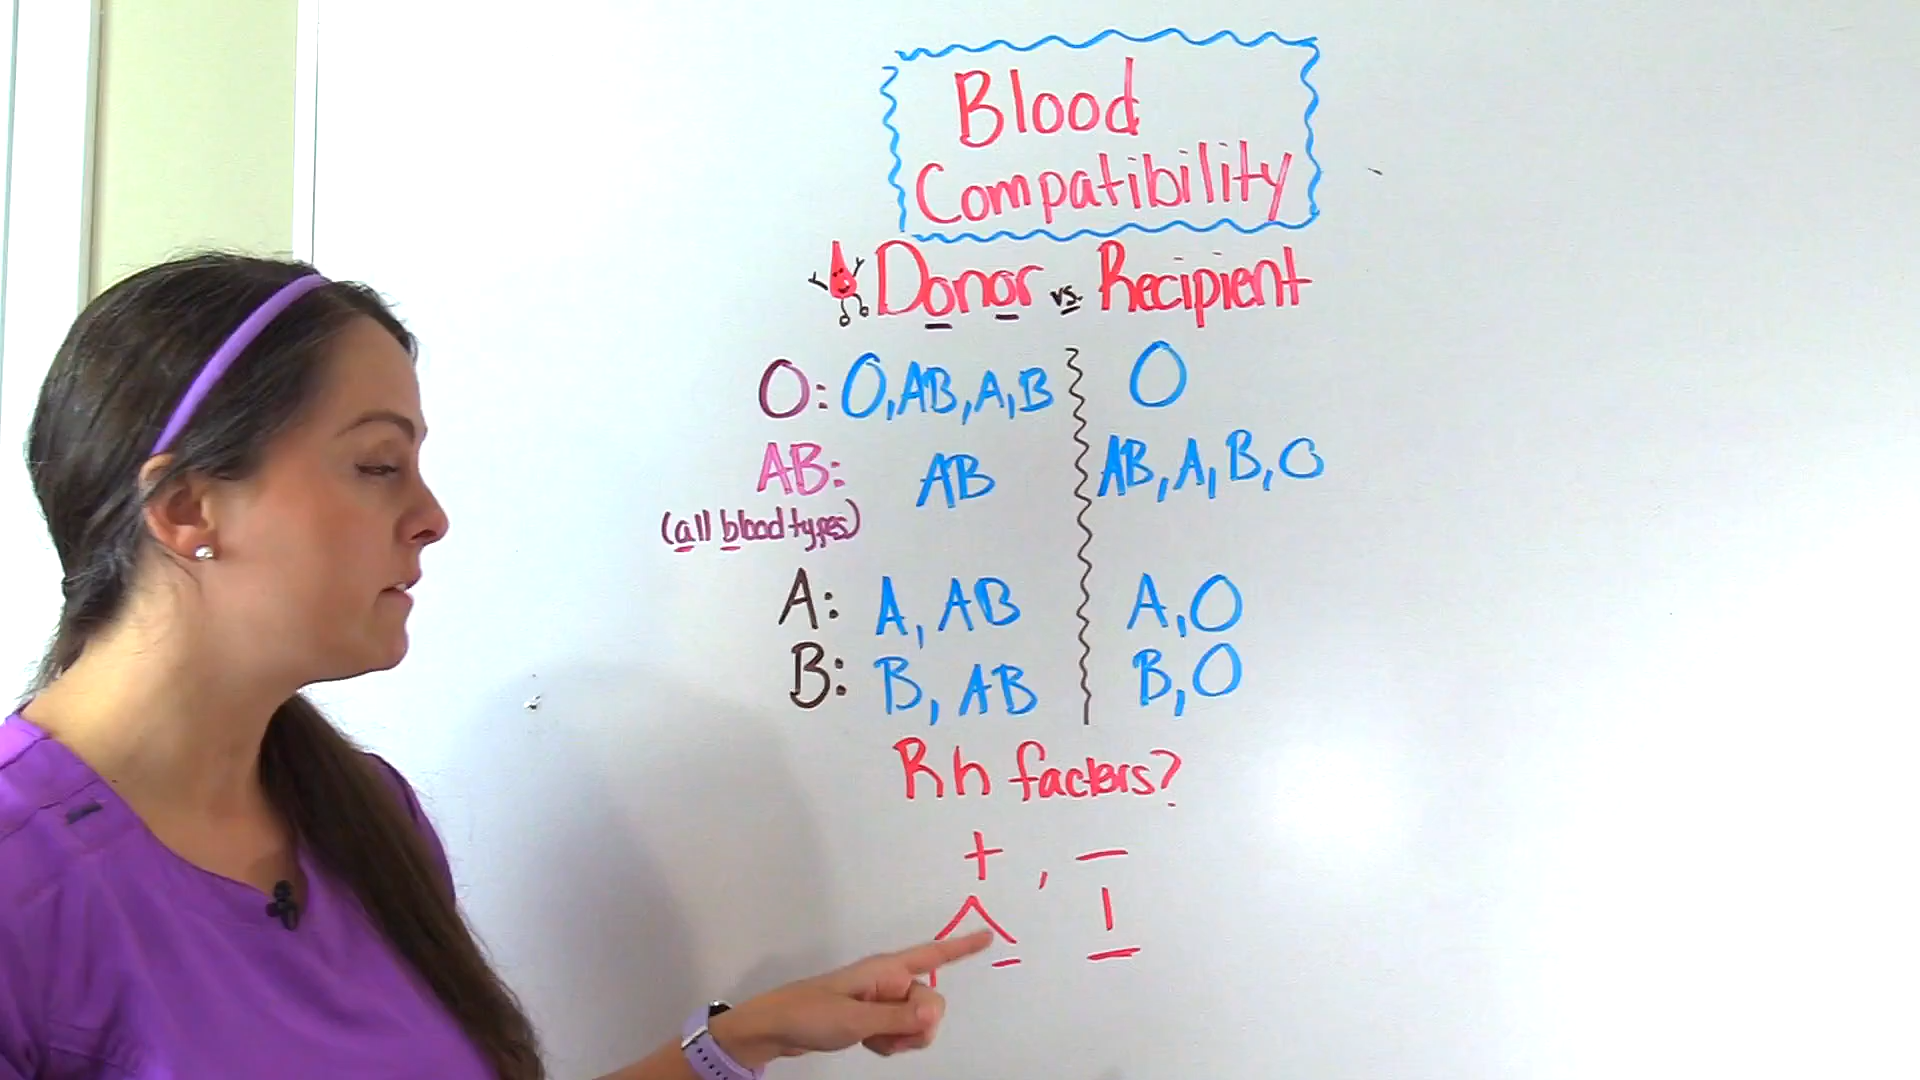 Blood
Compatibility
Donor vs. Recipient
O: O, AB, A, B O
AB: AB AB, A, B, O
(all blood types)
A: A, AB A, O
B: B, AB B, O
Rh factors?
+, −
− −